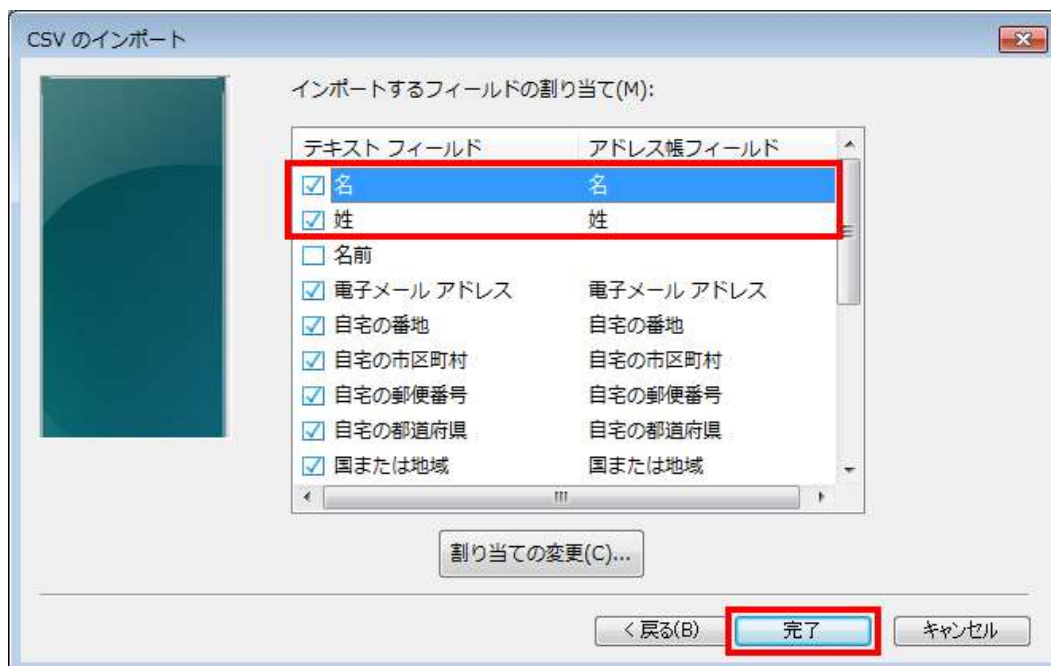 CSV のインポート
インポートするフィールドの割り当て(M):
テキスト フィールド アドレス帳フィールド
名 名
姓 姓
名前
電子メール アドレス 電子メール アドレス
自宅の番地 自宅の番地
自宅の市区町村 自宅の市区町村
自宅の郵便番号 自宅の郵便番号
自宅の都道府県 自宅の都道府県
国または地域 国または地域
割り当ての変更(C)...
< 戻る(B) 完了 キャンセル